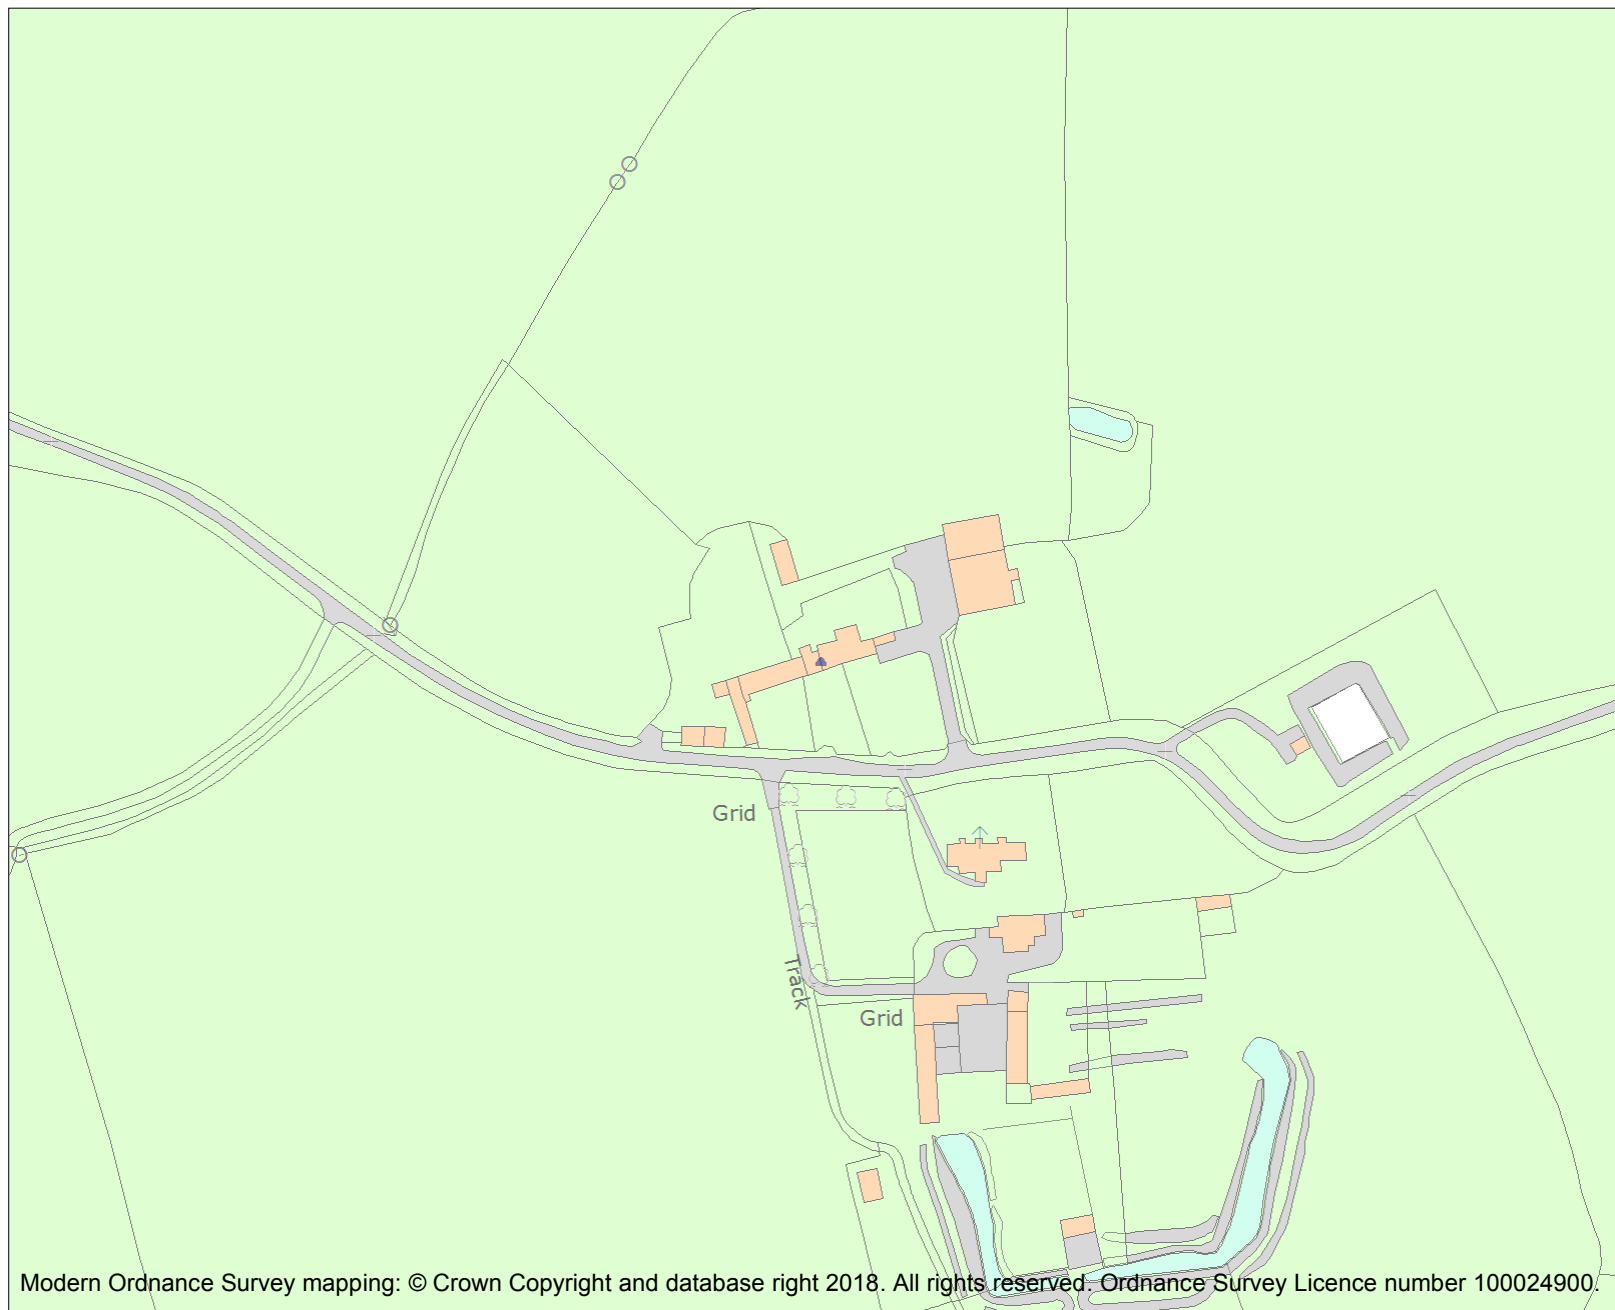 Grid
Track
Grid
Modern Ordnance Survey mapping: © Crown Copyright and database right 2018. All rights reserved. Ordnance Survey Licence number 100024900.